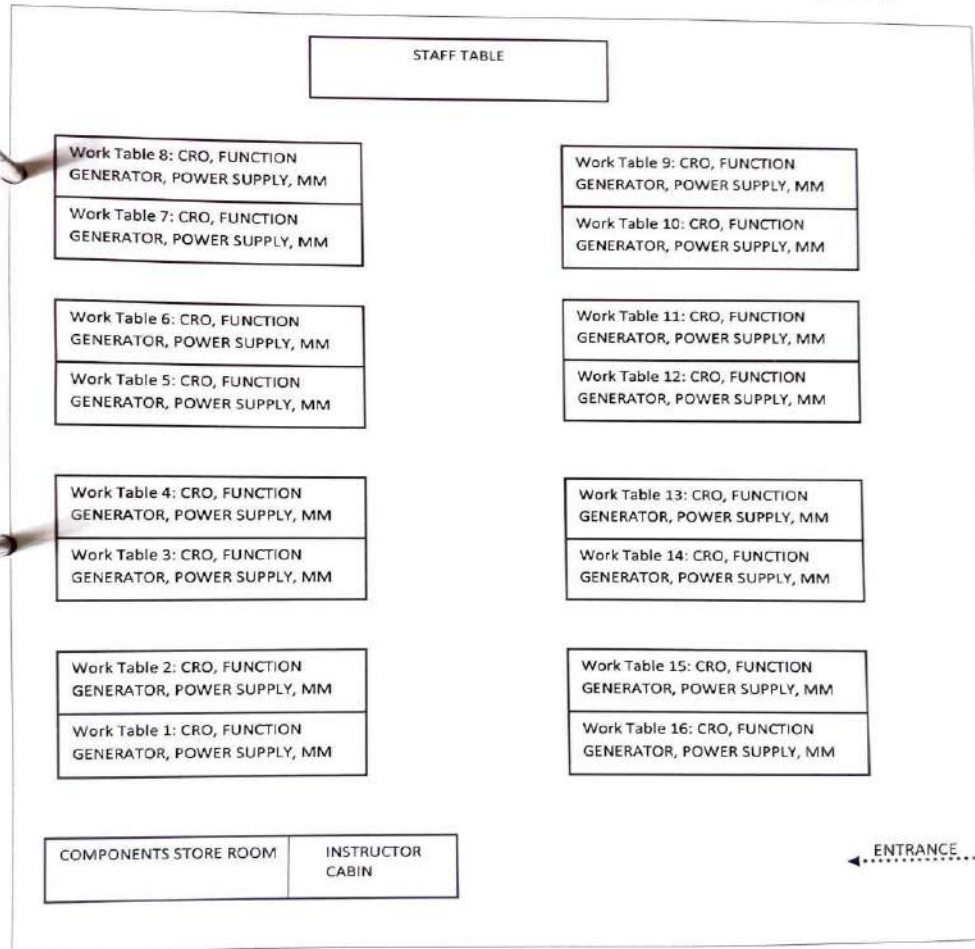 STAFF TABLE
Work Table 8: CRO, FUNCTION
GENERATOR, POWER SUPPLY, MM
Work Table 7: CRO, FUNCTION
GENERATOR, POWER SUPPLY, MM
Work Table 6: CRO, FUNCTION
GENERATOR, POWER SUPPLY, MM
Work Table 5: CRO, FUNCTION
GENERATOR, POWER SUPPLY, MM
Work Table 4: CRO, FUNCTION
GENERATOR, POWER SUPPLY, MM
Work Table 3: CRO, FUNCTION
GENERATOR, POWER SUPPLY, MM
Work Table 2: CRO, FUNCTION
GENERATOR, POWER SUPPLY, MM
Work Table 1: CRO, FUNCTION
GENERATOR, POWER SUPPLY, MM
Work Table 9: CRO, FUNCTION
GENERATOR, POWER SUPPLY, MM
Work Table 10: CRO, FUNCTION
GENERATOR, POWER SUPPLY, MM
Work Table 11: CRO, FUNCTION
GENERATOR, POWER SUPPLY, MM
Work Table 12: CRO, FUNCTION
GENERATOR, POWER SUPPLY, MM
Work Table 13: CRO, FUNCTION
GENERATOR, POWER SUPPLY, MM
Work Table 14: CRO, FUNCTION
GENERATOR, POWER SUPPLY, MM
Work Table 15: CRO, FUNCTION
GENERATOR, POWER SUPPLY, MM
Work Table 16: CRO, FUNCTION
GENERATOR, POWER SUPPLY, MM
COMPONENTS STORE ROOM
INSTRUCTOR
CABIN
ENTRANCE